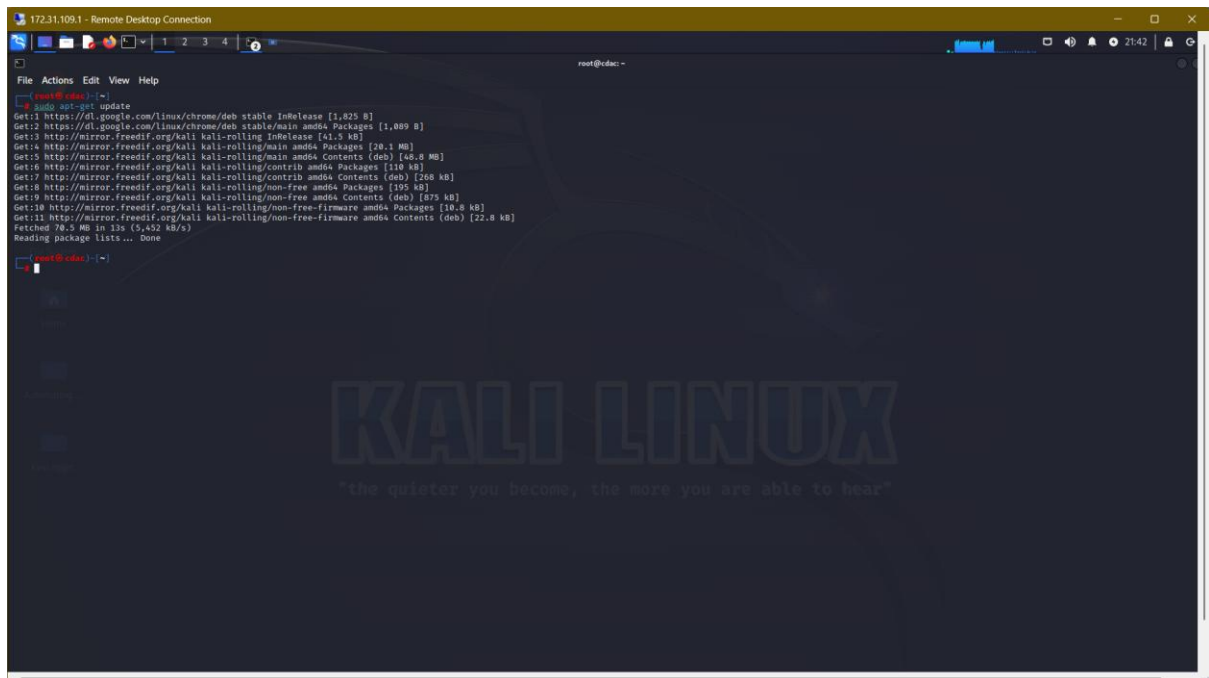 172.31.109.1 - Remote Desktop Connection
1 2 3 4 2 21:42
root@cdac: ~
File Actions Edit View Help
┌──(root㉿cdac)-[~]
└─# sudo apt-get update
Get:1 https://dl.google.com/linux/chrome/deb stable InRelease [1,825 B]
Get:2 https://dl.google.com/linux/chrome/deb stable/main amd64 Packages [1,089 B]
Get:3 http://mirror.freedif.org/kali kali-rolling InRelease [41.5 kB]
Get:4 http://mirror.freedif.org/kali kali-rolling/main amd64 Packages [20.1 MB]
Get:5 http://mirror.freedif.org/kali kali-rolling/main amd64 Contents (deb) [48.8 MB]
Get:6 http://mirror.freedif.org/kali kali-rolling/contrib amd64 Packages [110 kB]
Get:7 http://mirror.freedif.org/kali kali-rolling/contrib amd64 Contents (deb) [268 kB]
Get:8 http://mirror.freedif.org/kali kali-rolling/non-free amd64 Packages [195 kB]
Get:9 http://mirror.freedif.org/kali kali-rolling/non-free amd64 Contents (deb) [875 kB]
Get:10 http://mirror.freedif.org/kali kali-rolling/non-free-firmware amd64 Packages [10.8 kB]
Get:11 http://mirror.freedif.org/kali kali-rolling/non-free-firmware amd64 Contents (deb) [22.8 kB]
Fetched 70.5 MB in 13s (5,452 kB/s)
Reading package lists... Done
┌──(root㉿cdac)-[~]
└─#
KALI LINUX
"the quieter you become, the more you are able to hear"